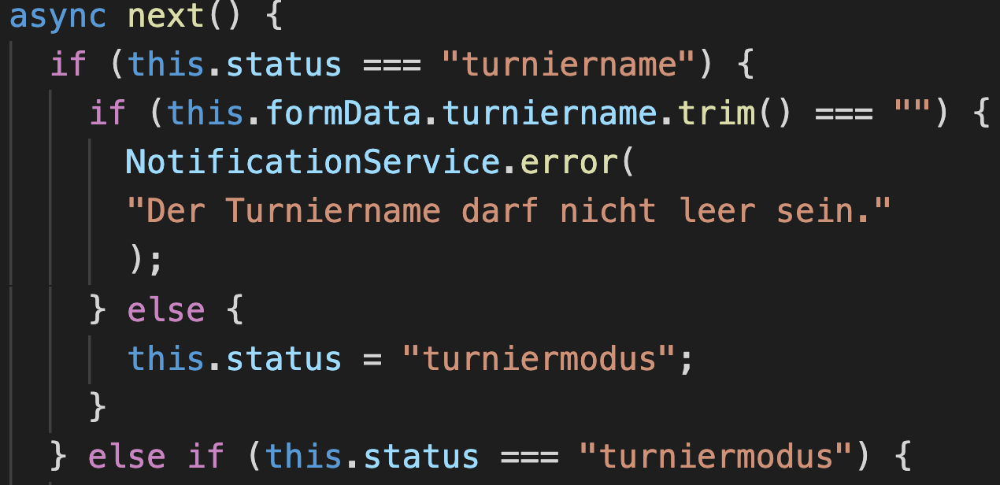 async next() {
if (this.status === "turniername") {
if (this.formData.turniername.trim() === "") {
NotificationService.error(
"Der Turniername darf nicht leer sein."
);
} else {
this.status = "turniermodus";
}
} else if (this.status === "turniermodus") {